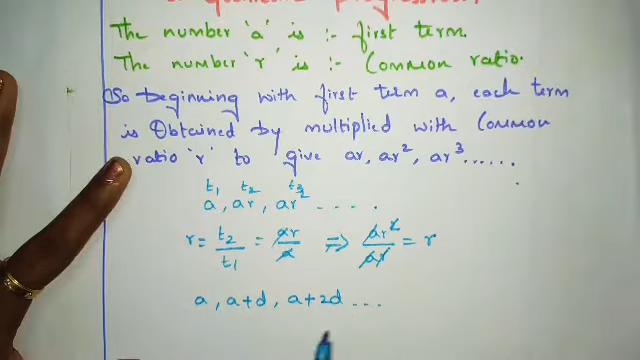 progression
The number 'a' is :- first term.
The number 'r' is :- Common ratio.
So beginning with first term a, each term
is Obtained by multiplied with Common
ratio 'r' to give ar, ar², ar³ ......
t₁ t₂ t₃
a, ar, ar² ....
r = t₂/t₁ = ar/a ⇒ ar²/ar = r
a, a+d, a+2d ...